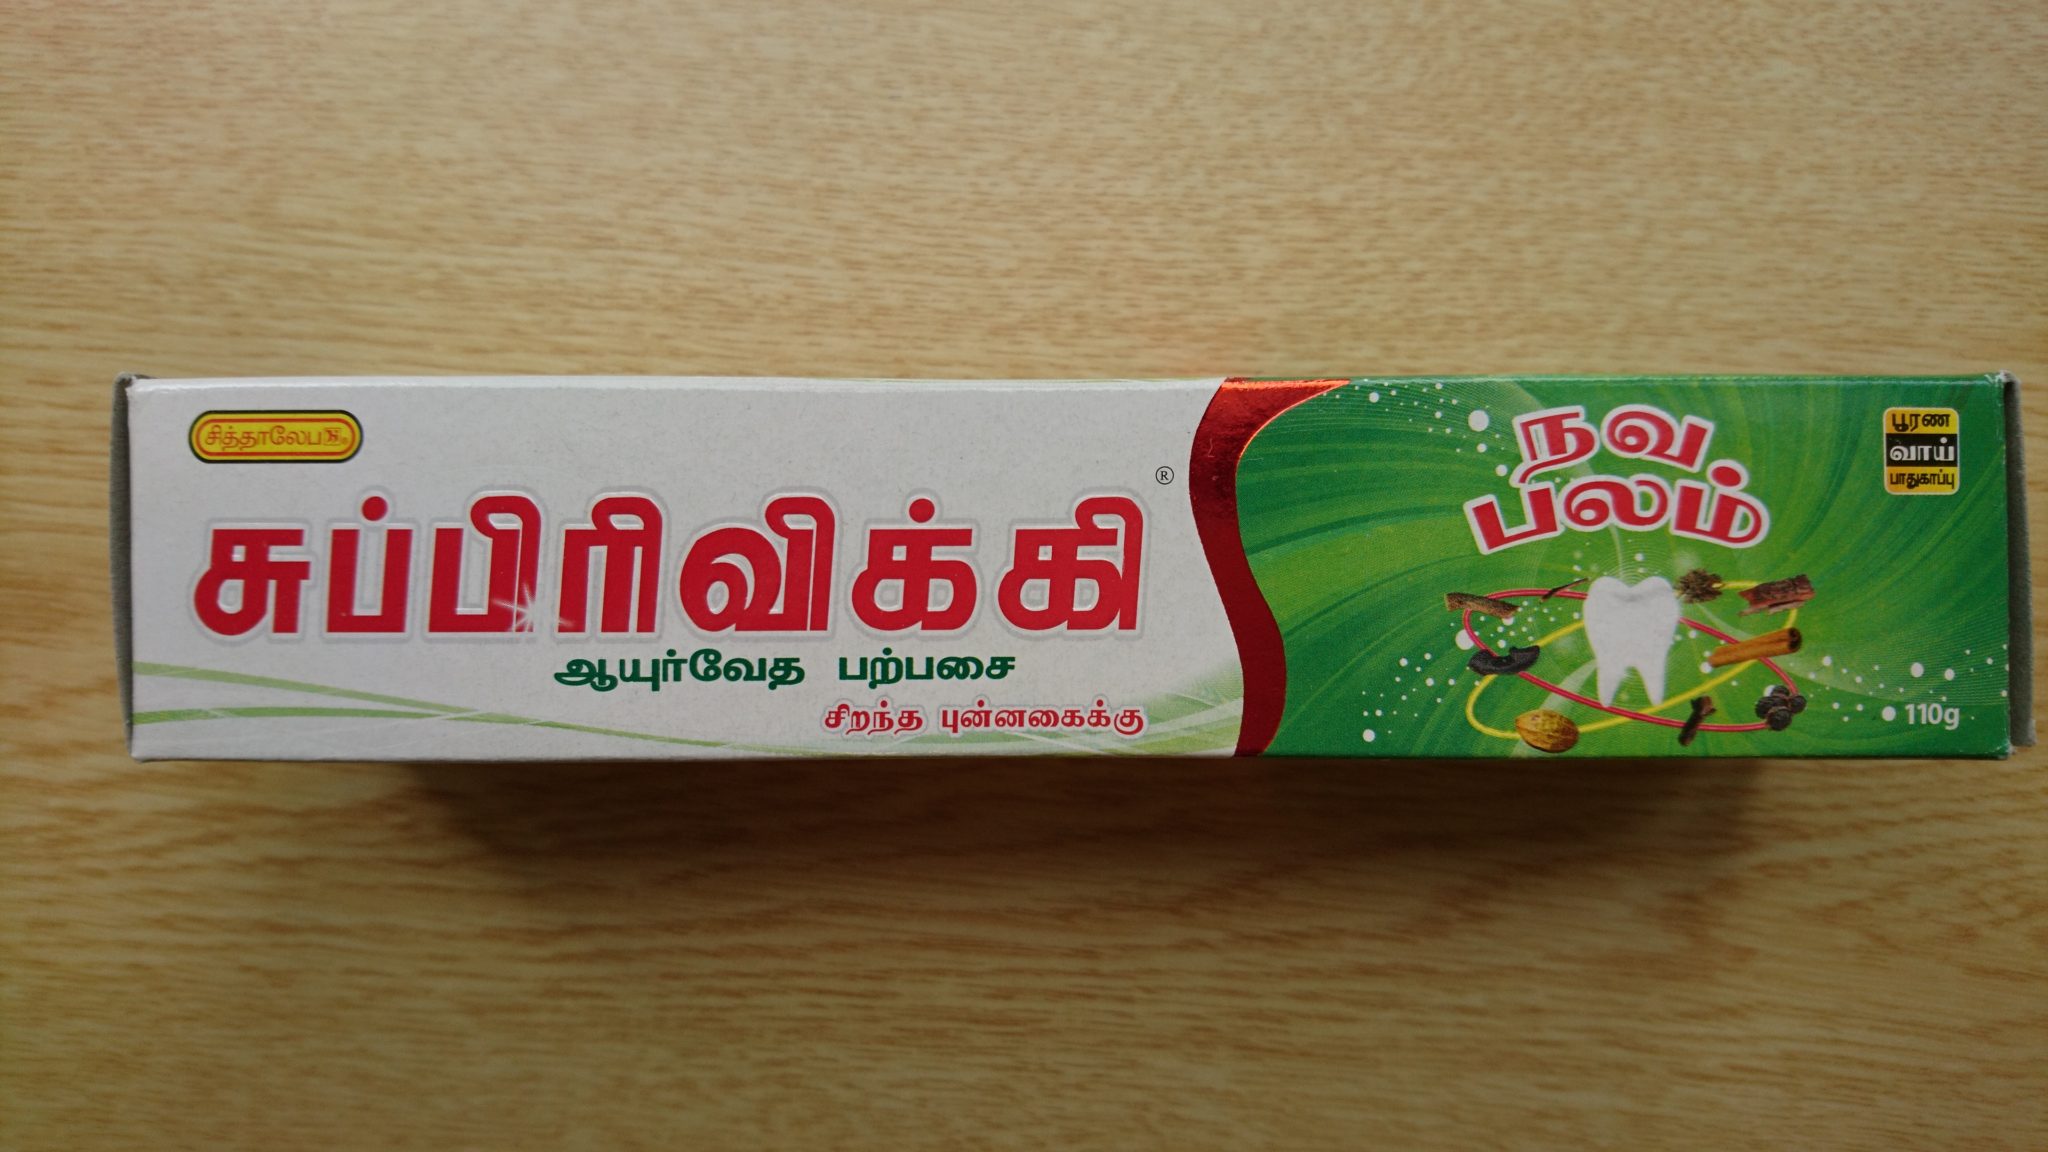 சித்தாலேப
®
சுப்பிரிவிக்கி
ஆயுர்வேத பற்பசை
சிறந்த புன்னகைக்கு
நவ
பலம்
பூரண
வாய்
பாதுகாப்பு
110g